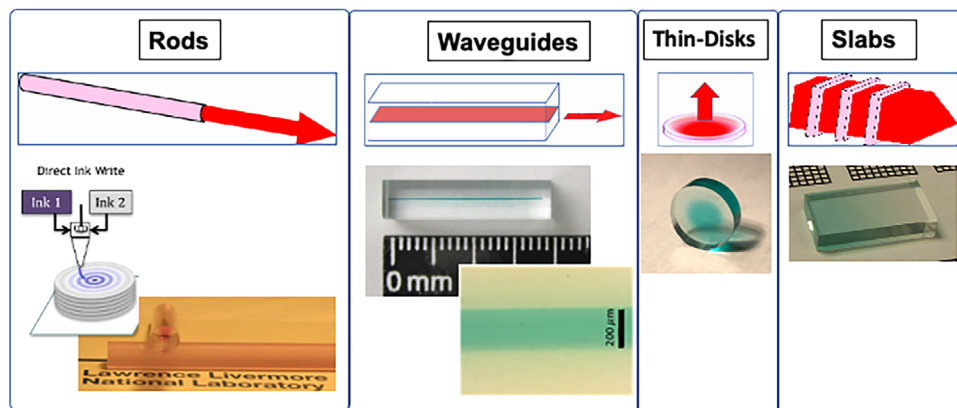 Rods
Waveguides
Thin-Disks
Slabs
Direct Ink Write
Ink 1
Ink 2
0 mm
200 μm
Lawrence Livermore
National Laboratory